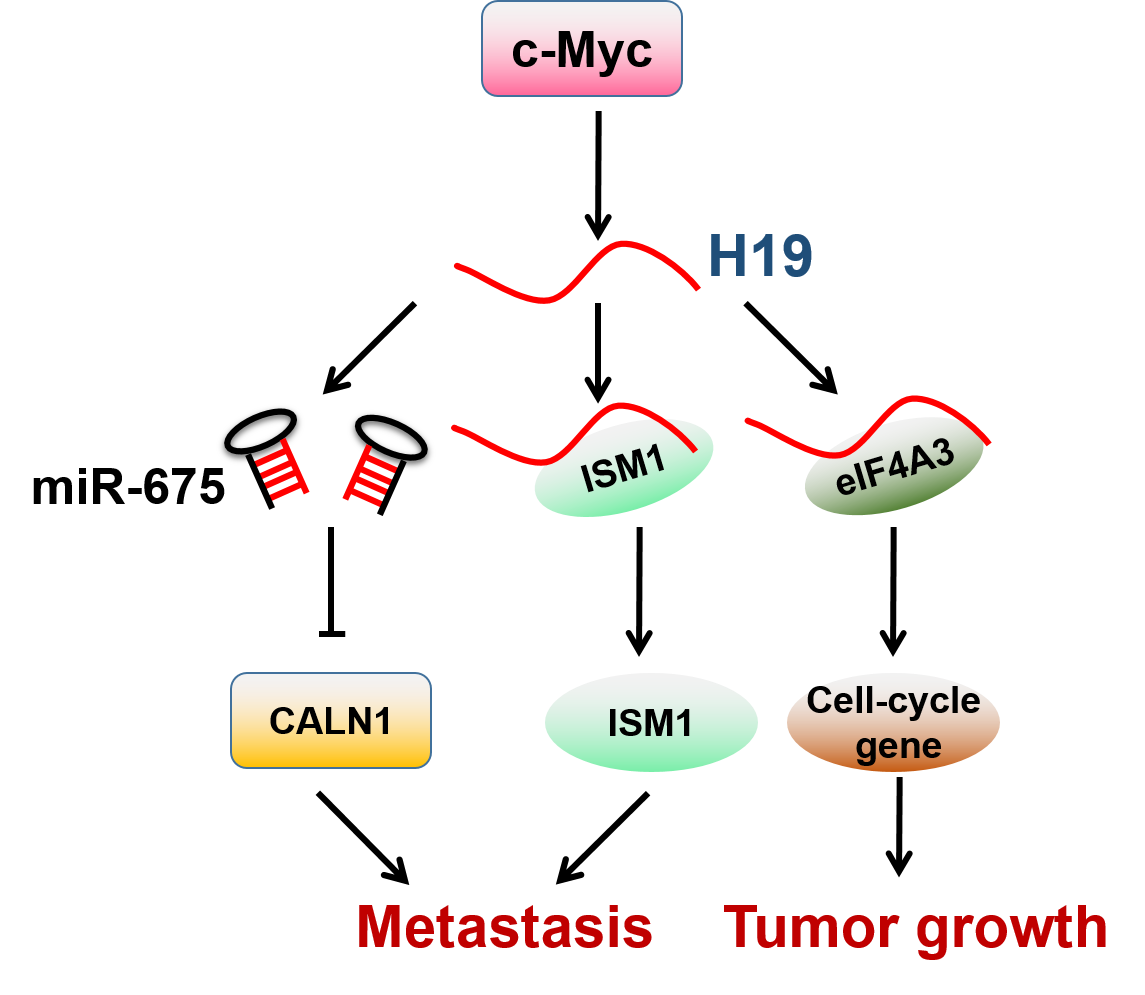 c-Myc
H19
miR-675
ISM1
eIF4A3
CALN1
ISM1
Cell-cycle
gene
Metastasis
Tumor growth